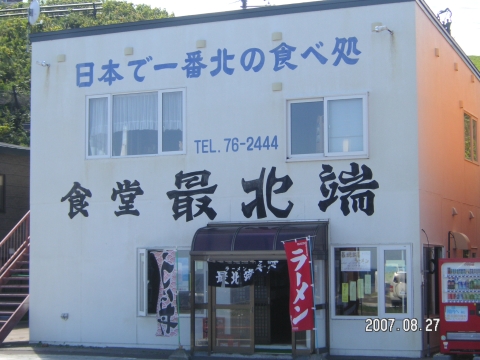 日本で一番北の食べ処
TEL. 76-2444
食堂 最北端
最北端
ラーメン
2007.08.27